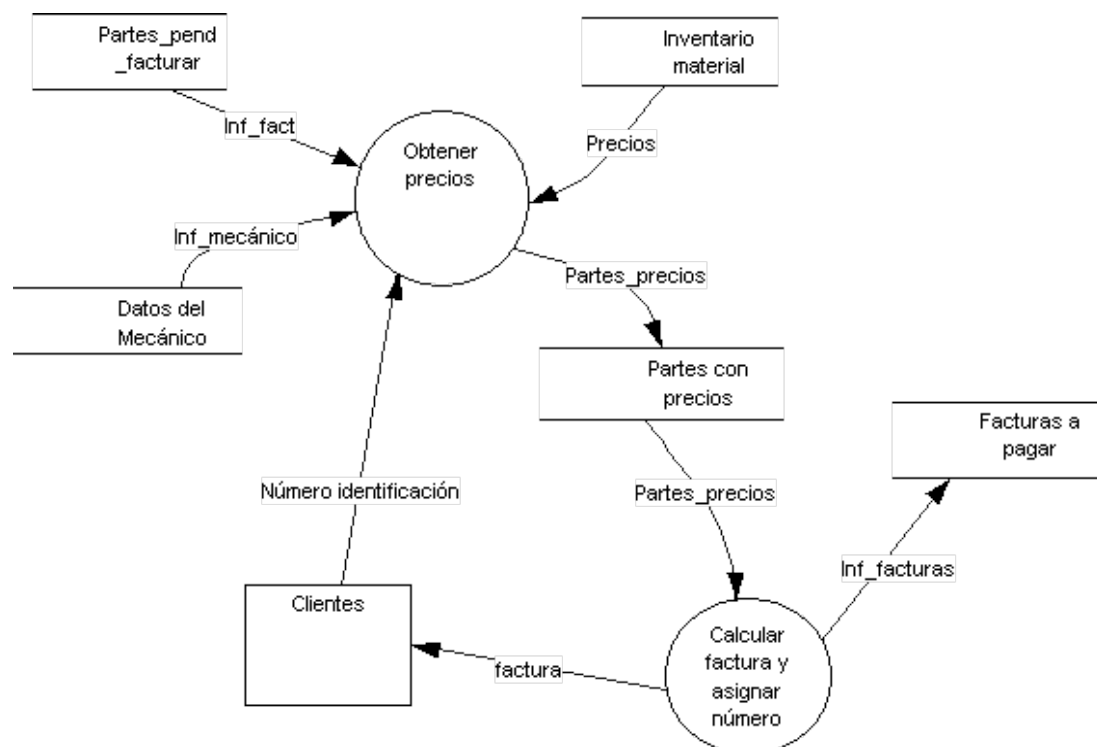 Partes_pend
_facturar
Inventario
material
Inf_fact
Obtener
precios
Precios
Inf_mecánico
Partes_precios
Datos del
Mecánico
Partes con
precios
Facturas a
pagar
Número identificación
Partes_precios
Inf_facturas
Clientes
Calcular
factura y
asignar
número
factura